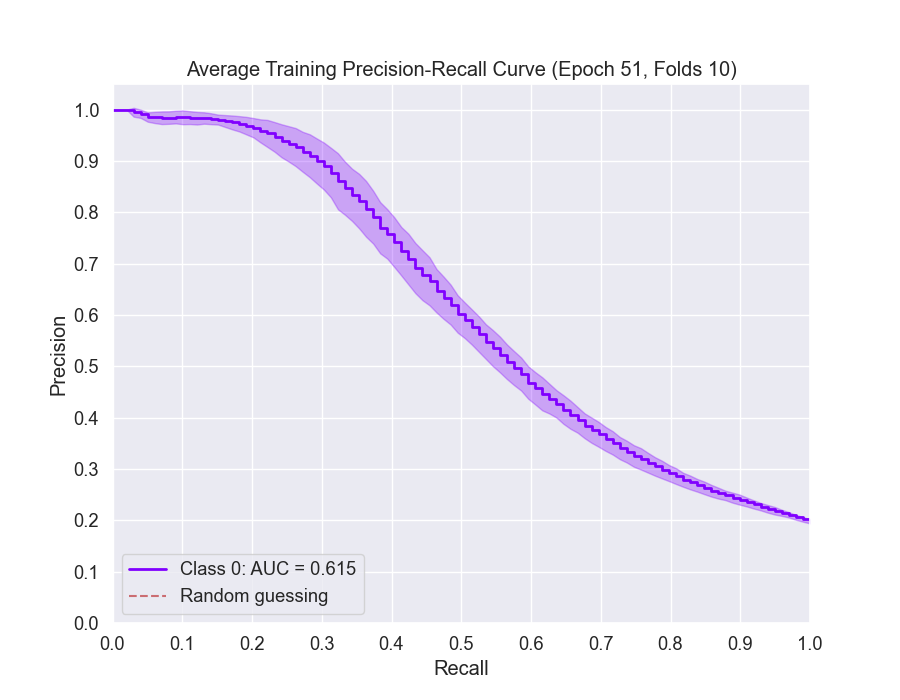 Average Training Precision-Recall Curve (Epoch 51, Folds 10)
Precision
1.0
0.9
0.8
0.7
0.6
0.5
0.4
0.3
0.2
0.1
0.0
Class 0: AUC = 0.615
Random guessing
0.0 0.1 0.2 0.3 0.4 0.5 0.6 0.7 0.8 0.9 1.0
Recall